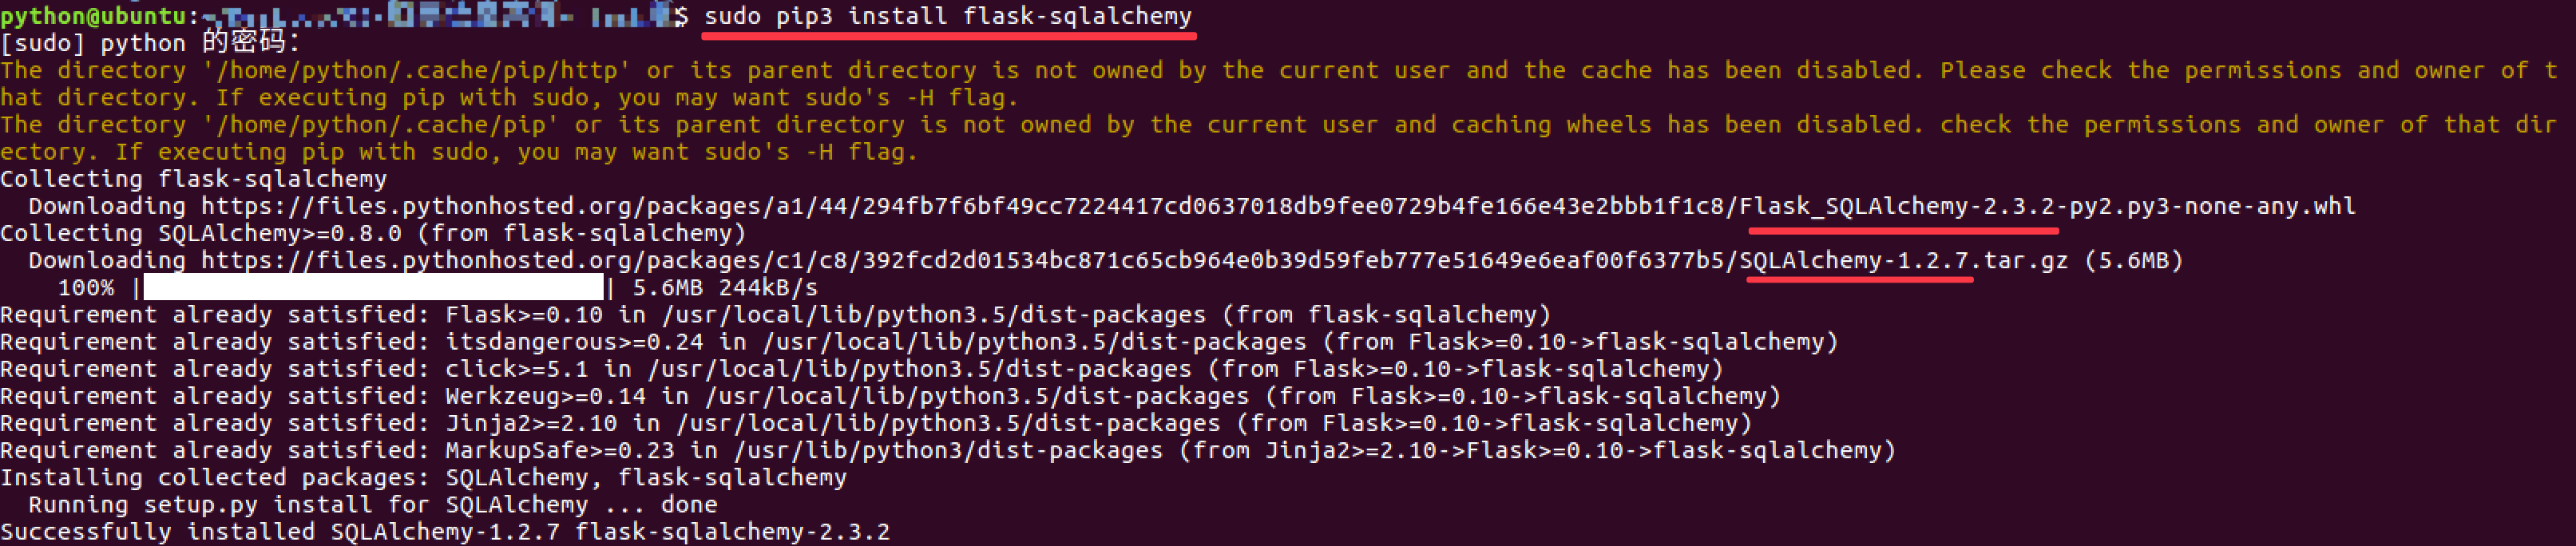 python@ubuntu: $ sudo pip3 install flask-sqlalchemy
[sudo] python 的密码：
The directory '/home/python/.cache/pip/http' or its parent directory is not owned by the current user and the cache has been disabled. Please check the permissions and owner of t
hat directory. If executing pip with sudo, you may want sudo's -H flag.
The directory '/home/python/.cache/pip' or its parent directory is not owned by the current user and caching wheels has been disabled. check the permissions and owner of that dir
ectory. If executing pip with sudo, you may want sudo's -H flag.
Collecting flask-sqlalchemy
Downloading https://files.pythonhosted.org/packages/a1/44/294fb7f6bf49cc7224417cd0637018db9fee0729b4fe166e43e2bbb1f1c8/Flask_SQLAlchemy-2.3.2-py2.py3-none-any.whl
Collecting SQLAlchemy>=0.8.0 (from flask-sqlalchemy)
Downloading https://files.pythonhosted.org/packages/c1/c8/392fcd2d01534bc871c65cb964e0b39d59feb777e51649e6eaf00f6377b5/SQLAlchemy-1.2.7.tar.gz (5.6MB)
100% | | 5.6MB 244kB/s
Requirement already satisfied: Flask>=0.10 in /usr/local/lib/python3.5/dist-packages (from flask-sqlalchemy)
Requirement already satisfied: itsdangerous>=0.24 in /usr/local/lib/python3.5/dist-packages (from Flask>=0.10->flask-sqlalchemy)
Requirement already satisfied: click>=5.1 in /usr/local/lib/python3.5/dist-packages (from Flask>=0.10->flask-sqlalchemy)
Requirement already satisfied: Werkzeug>=0.14 in /usr/local/lib/python3.5/dist-packages (from Flask>=0.10->flask-sqlalchemy)
Requirement already satisfied: Jinja2>=2.10 in /usr/local/lib/python3.5/dist-packages (from Flask>=0.10->flask-sqlalchemy)
Requirement already satisfied: MarkupSafe>=0.23 in /usr/lib/python3/dist-packages (from Jinja2>=2.10->Flask>=0.10->flask-sqlalchemy)
Installing collected packages: SQLAlchemy, flask-sqlalchemy
Running setup.py install for SQLAlchemy ... done
Successfully installed SQLAlchemy-1.2.7 flask-sqlalchemy-2.3.2